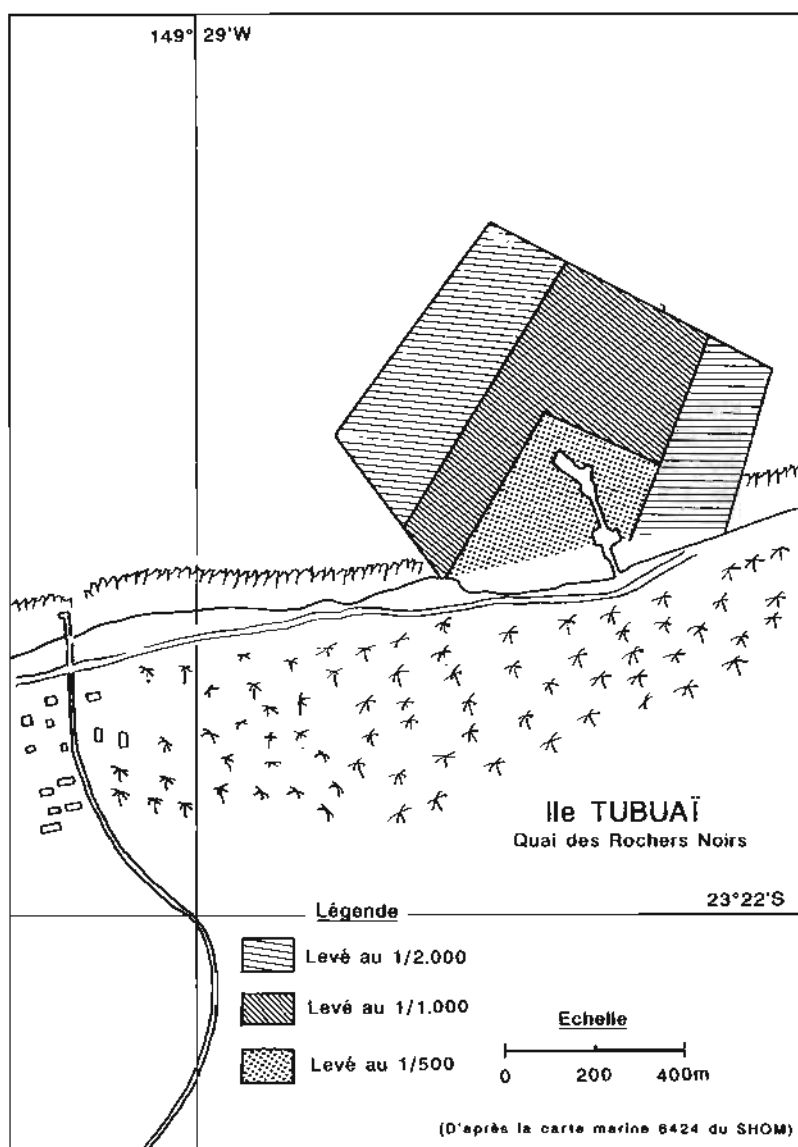 149° 29'W
Ile TUBUAÏ
Quai des Rochers Noirs
23°22'S
Légende
Levé au 1/2.000
Levé au 1/1.000
Levé au 1/500
Echelle
0 200 400m
(D'après la carte marine 6424 du SHOM)